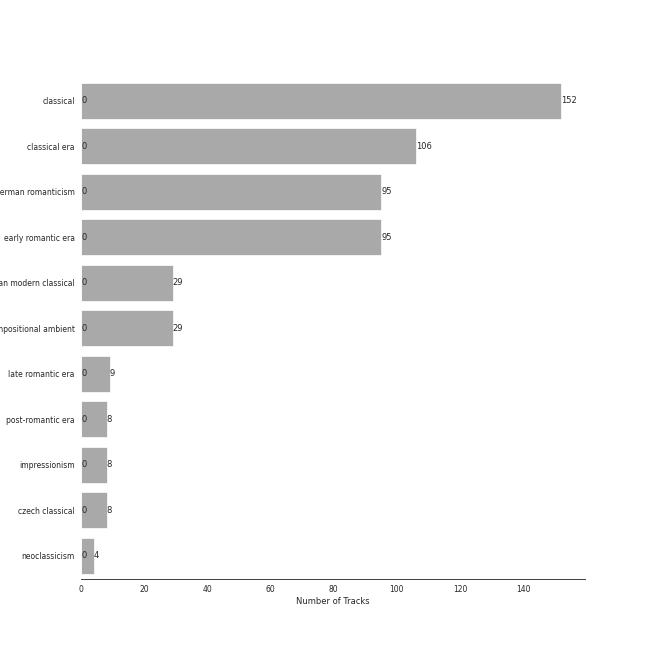 classical 0 152
classical era 0 106
erman romanticism 0 95
early romantic era 0 95
an modern classical 0 29
npositional ambient 0 29
late romantic era 0 9
post-romantic era 0 8
impressionism 0 8
czech classical 0 8
neoclassicism 0 4
0 20 40 60 80 100 120 140
Number of Tracks